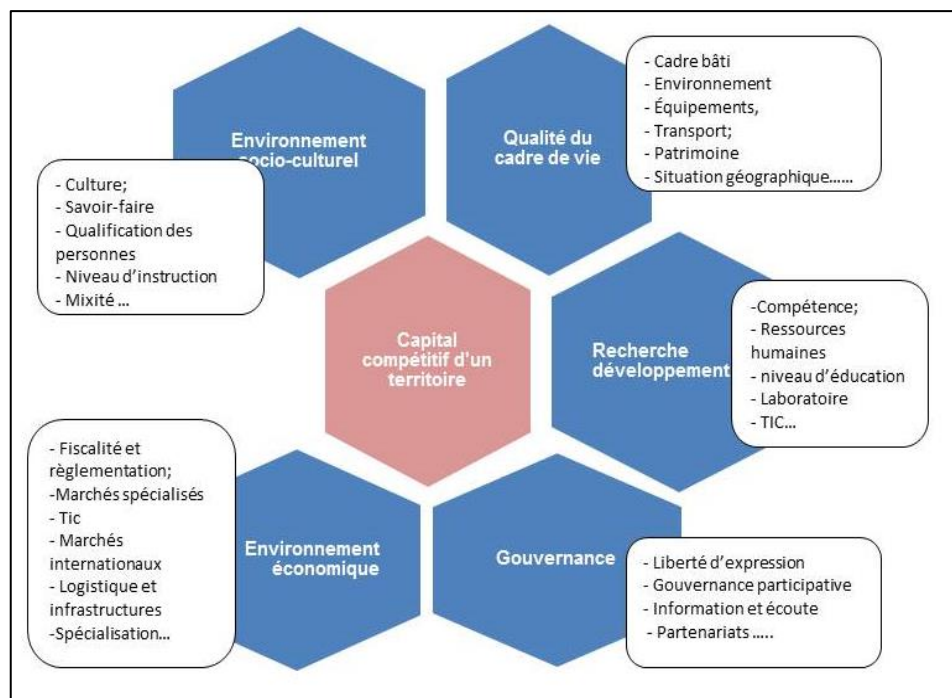 Environnement
socio-culturel
- Culture;
- Savoir-faire
- Qualification des
personnes
- Niveau d'instruction
- Mixité ...
Qualité du
cadre de vie
- Cadre bâti
- Environnement
- Équipements,
- Transport;
- Patrimoine
- Situation géographique......
Capital
compétitif d'un
territoire
Recherche
développement
-Compétence;
- Ressources
humaines
- niveau d'éducation
- Laboratoire
- TIC...
Environnement
économique
- Fiscalité et
règlementation;
-Marchés spécialisés
- Tic
- Marchés
internationaux
- Logistique et
infrastructures
-Spécialisation...
Gouvernance
- Liberté d'expression
- Gouvernance participative
- Information et écoute
- Partenariats .....